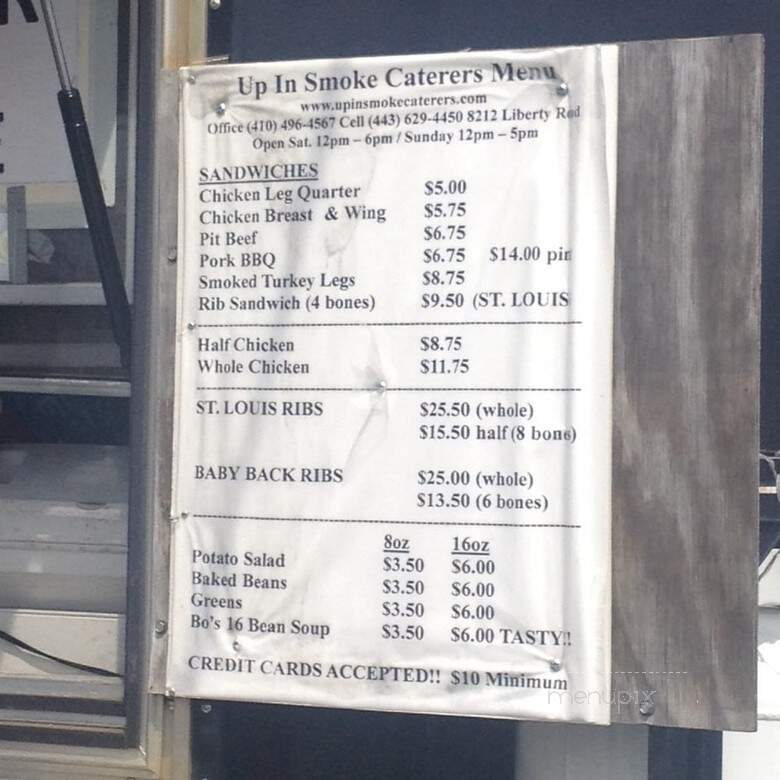 Up In Smoke Caterers Menu
www.upinsmokecaterers.com
Office (410) 496-4567 Cell (443) 629-4450 8212 Liberty Rod
Open Sat. 12pm – 6pm / Sunday 12pm – 5pm
SANDWICHES
Chicken Leg Quarter $5.00
Chicken Breast & Wing $5.75
Pit Beef $6.75
Pork BBQ $6.75 $14.00 pin
Smoked Turkey Legs $8.75
Rib Sandwich (4 bones) $9.50 (ST. LOUIS
Half Chicken $8.75
Whole Chicken $11.75
ST. LOUIS RIBS $25.50 (whole)
$15.50 half (8 bone)
BABY BACK RIBS $25.00 (whole)
$13.50 (6 bones)
8oz 16oz
Potato Salad $3.50 $6.00
Baked Beans $3.50 $6.00
Greens $3.50 $6.00
Bo's 16 Bean Soup $3.50 $6.00 TASTY!!
CREDIT CARDS ACCEPTED!! $10 Minimum
menupix